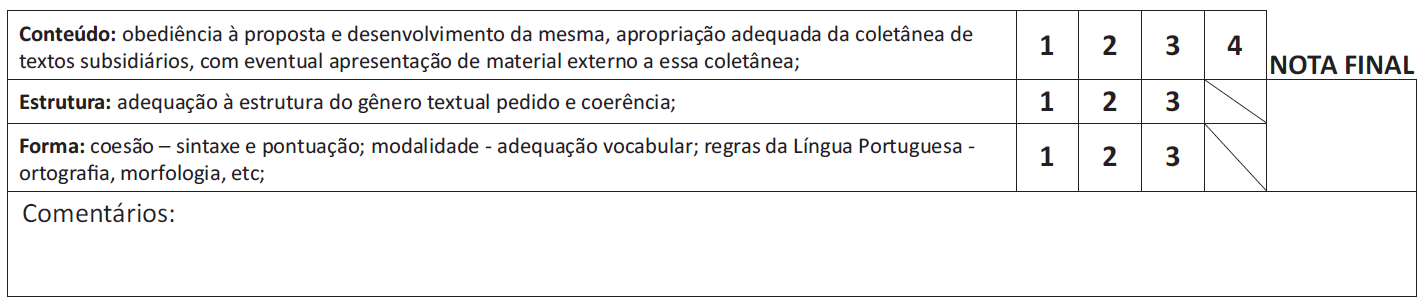 Conteúdo: obediência à proposta e desenvolvimento da mesma, apropriação adequada da coletânea de
textos subsidiários, com eventual apresentação de material externo a essa coletânea;
1 2 3 4
NOTA FINAL
Estrutura: adequação à estrutura do gênero textual pedido e coerência;
1 2 3
Forma: coesão – sintaxe e pontuação; modalidade - adequação vocabular; regras da Língua Portuguesa -
ortografia, morfologia, etc;
1 2 3
Comentários: